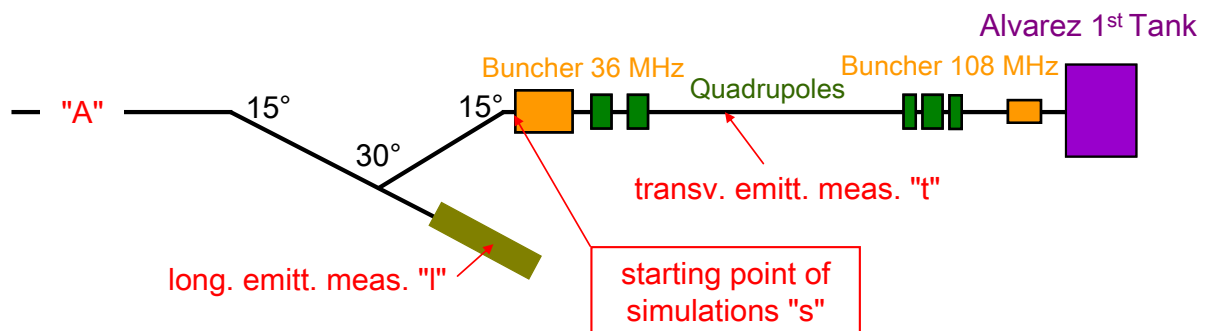 Alvarez 1st Tank
Buncher 36 MHz
Buncher 108 MHz
Quadrupoles
"A"
15°
15°
30°
transv. emitt. meas. "t"
long. emitt. meas. "l"
starting point of
simulations "s"